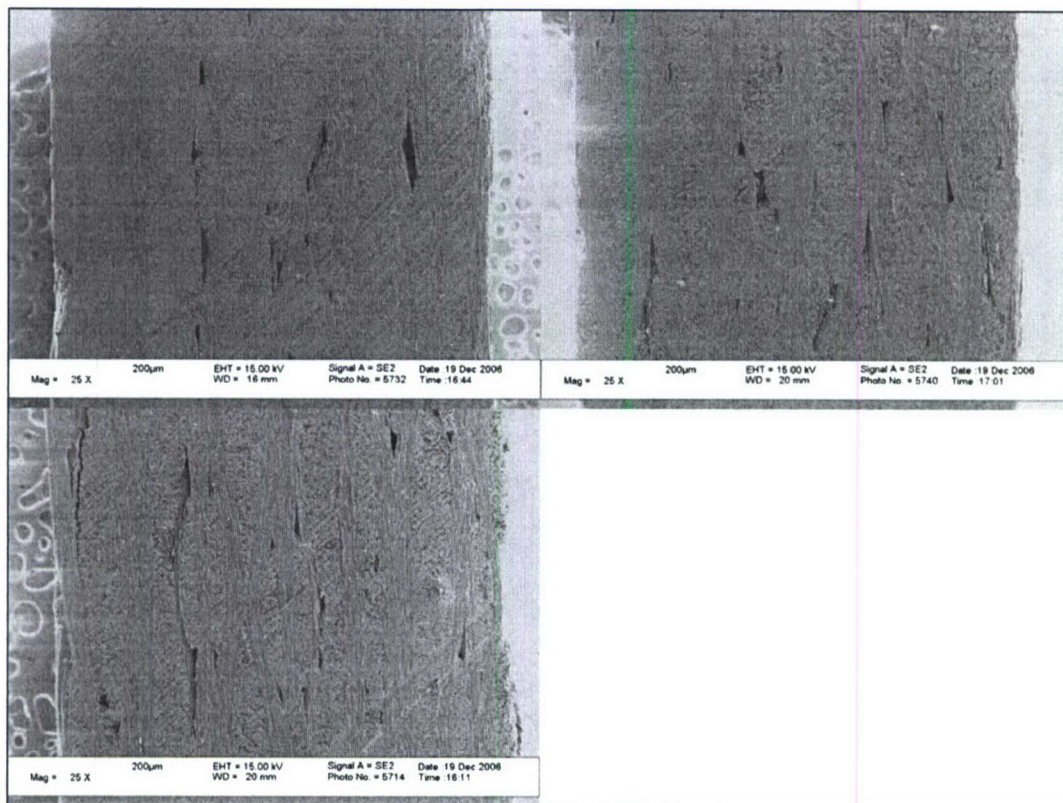 200µm EHT = 15.00 kV Signal A = SE2 Date :19 Dec 2006
Mag = 25 X WD = 16 mm Photo No. = 5732 Time :16:44
200µm EHT = 15.00 kV Signal A = SE2 Date :19 Dec 2006
Mag = 25 X WD = 20 mm Photo No. = 5740 Time :17:01
200µm EHT = 15.00 kV Signal A = SE2 Date :19 Dec 2006
Mag = 25 X WD = 20 mm Photo No. = 5714 Time :16:11